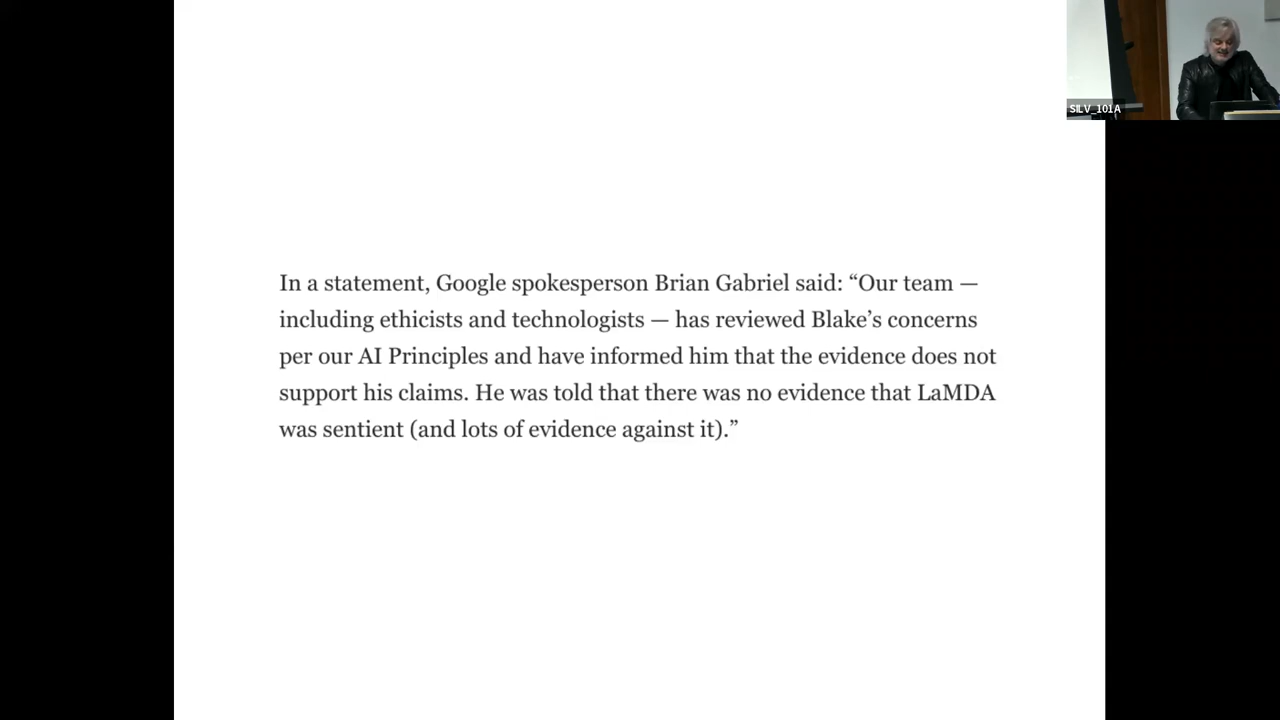 SILV_101A
In a statement, Google spokesperson Brian Gabriel said: “Our team —
including ethicists and technologists — has reviewed Blake’s concerns
per our AI Principles and have informed him that the evidence does not
support his claims. He was told that there was no evidence that LaMDA
was sentient (and lots of evidence against it).”